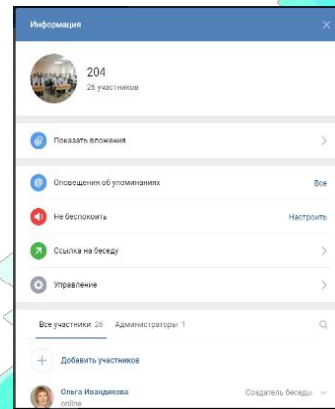 Информация
204
26 участников
Показать вложения
Оповещения об упоминаниях Все
Не беспокоить Настроить
Ссылка на беседу
Управление
Все участники 26 Администраторы 1
Добавить участников
Ольга Ивандикова Создатель беседы
online